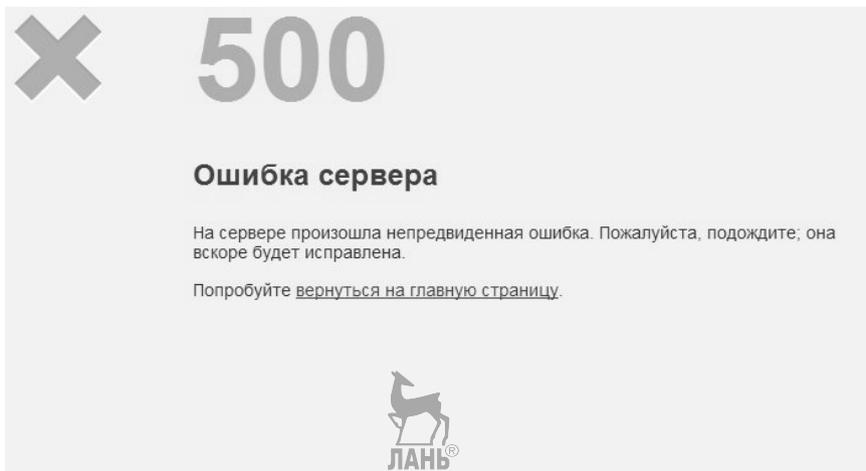 500
Ошибка сервера
На сервере произошла непредвиденная ошибка. Пожалуйста, подождите; она
вскоре будет исправлена.
Попробуйте вернуться на главную страницу.
ЛАНЬ®